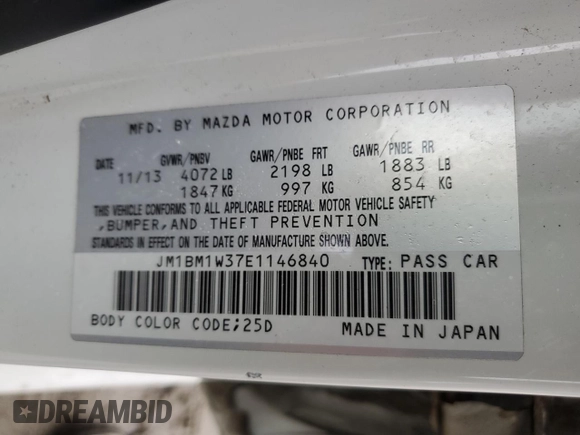 MFD. BY MAZDA MOTOR CORPORATION
DATE GVWR/PNBV GAWR/PNBE FRT GAWR/PNBE RR
11/13 4072 LB 2198 LB 1883 LB
1847 KG 997 KG 854 KG
THIS VEHICLE CONFORMS TO ALL APPLICABLE FEDERAL MOTOR VEHICLE SAFETY
,BUMPER,AND THEFT PREVENTION
STANDARDS IN EFFECT ON THE DATE OF MANUFACTURE SHOWN ABOVE.
JM1BM1W37E1146840 TYPE: PASS CAR
BODY COLOR CODE;25D MADE IN JAPAN
DREAMBID